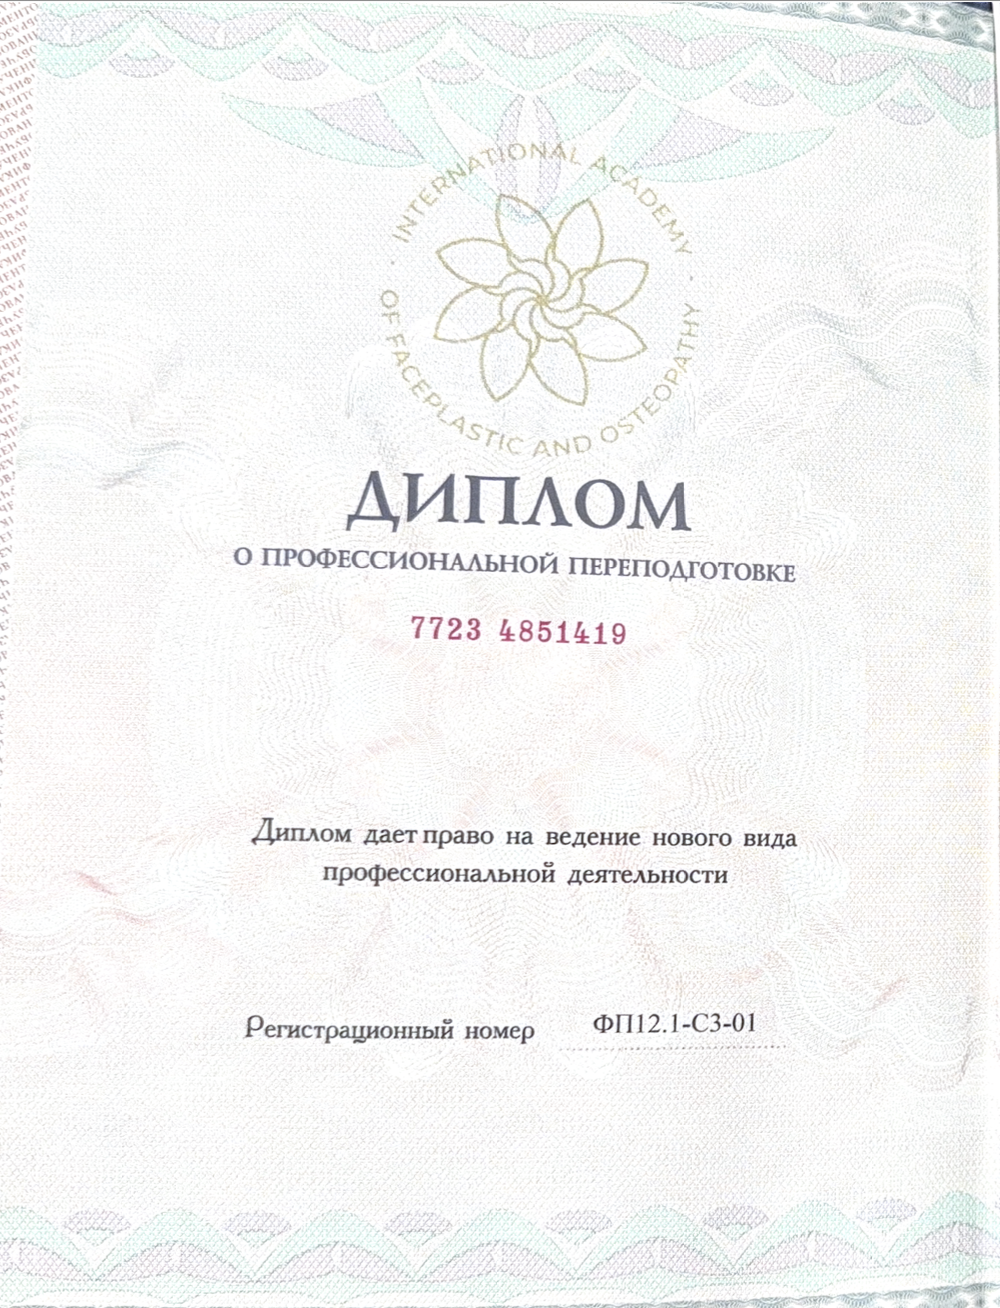 INTERNATIONAL ACADEMY
OF FACEPLASTIC AND OSTEOPATHY
ДИПЛОМ
О ПРОФЕССИОНАЛЬНОЙ ПЕРЕПОДГОТОВКЕ
7723 4851419
Диплом дает право на ведение нового вида
профессиональной деятельности
Регистрационный номер ФП12.1-С3-01